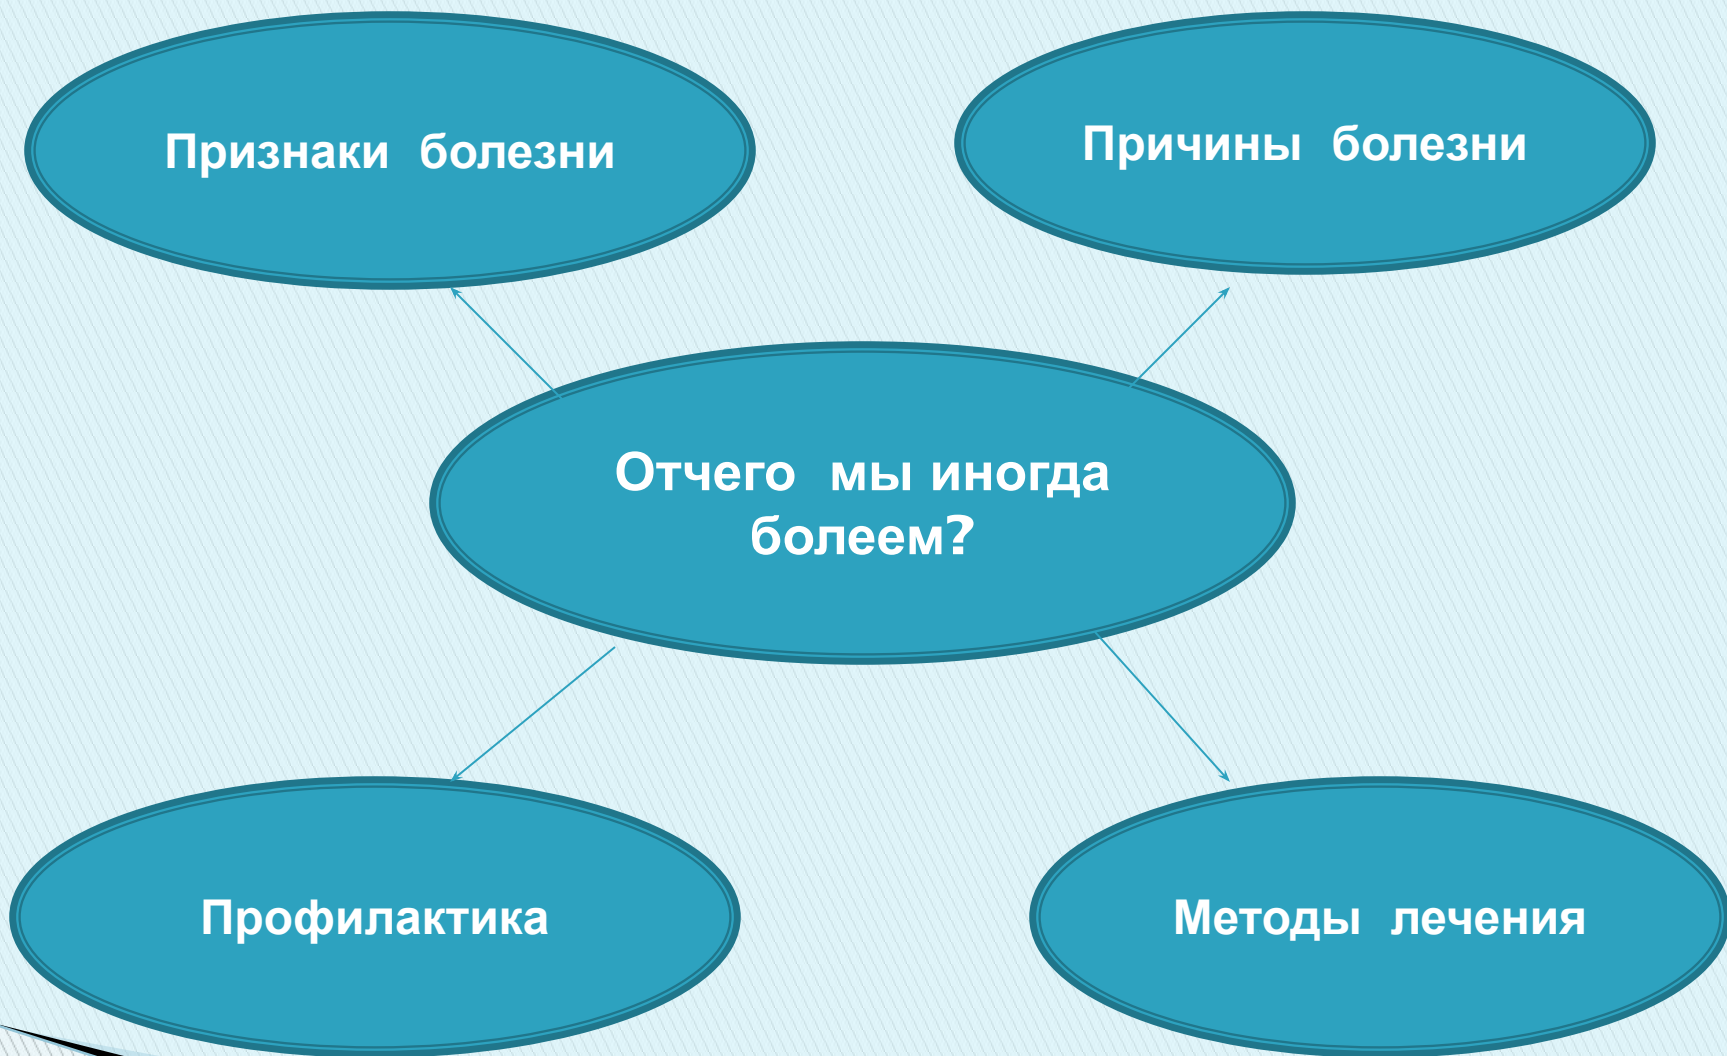 Признаки болезни
Причины болезни
Отчего мы иногда
болеем?
Профилактика
Методы лечения